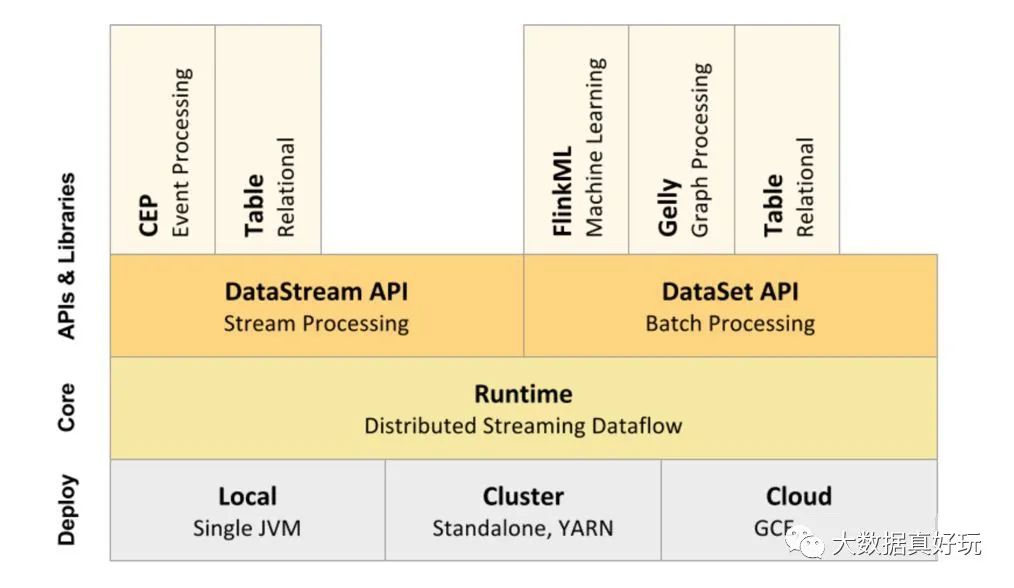 APIs & Libraries
CEP
Event Processing
Table
Relational
FlinkML
Machine Learning
Gelly
Graph Processing
Table
Relational
DataStream API
Stream Processing
DataSet API
Batch Processing
Core
Runtime
Distributed Streaming Dataflow
Deploy
Local
Single JVM
Cluster
Standalone, YARN
Cloud
大数据真好玩